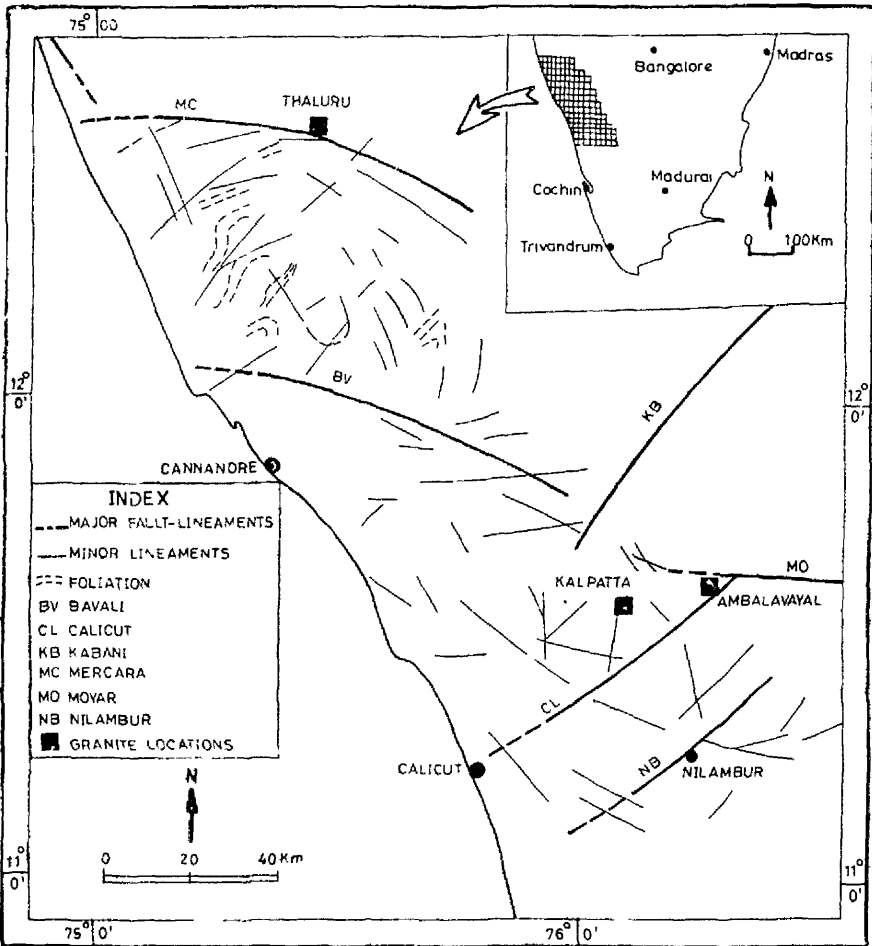 75° 00
MC
THALURU
Bangalore
Madras
Cochin
Madurai
N
Trivandrum
0 100Km
BV
KB
12°
0'
12°
0'
CANNANDRE
INDEX
MAJOR FAULT-LINEAMENTS
MINOR LINEAMENTS
FOLIATION
BV BAVALI
CL CALICUT
KB KABANI
MC MERCARA
MO MOYAR
NB NILAMBUR
GRANITE LOCATIONS
MO
KALPATTA
AMBALAVAYAL
CL
CALICUT
NB
NILAMBUR
N
0 20 40 Km
11°
0'
11°
0'
75° 0'
76° 0'